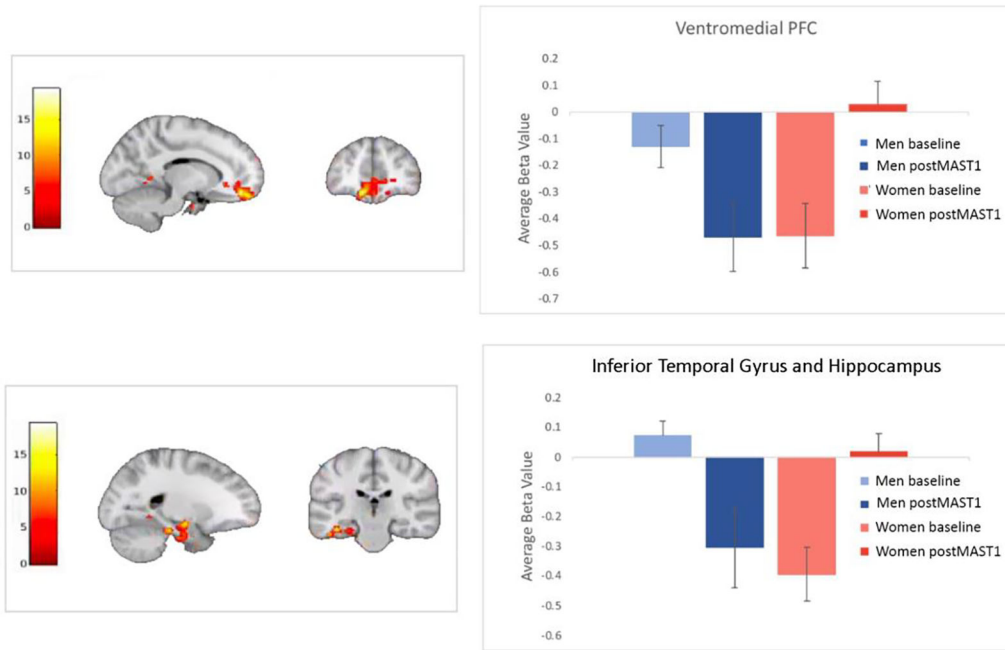 Ventromedial PFC
15
10
5
0
Average Beta Value
0.2
0.1
0
-0.1
-0.2
-0.3
-0.4
-0.5
-0.6
-0.7
Men baseline
Men postMAST1
Women baseline
Women postMAST1
Inferior Temporal Gyrus and Hippocampus
15
10
5
0
Average Beta Value
0.2
0.1
0
-0.1
-0.2
-0.3
-0.4
-0.5
-0.6
Men baseline
Men postMAST1
Women baseline
Women postMAST1